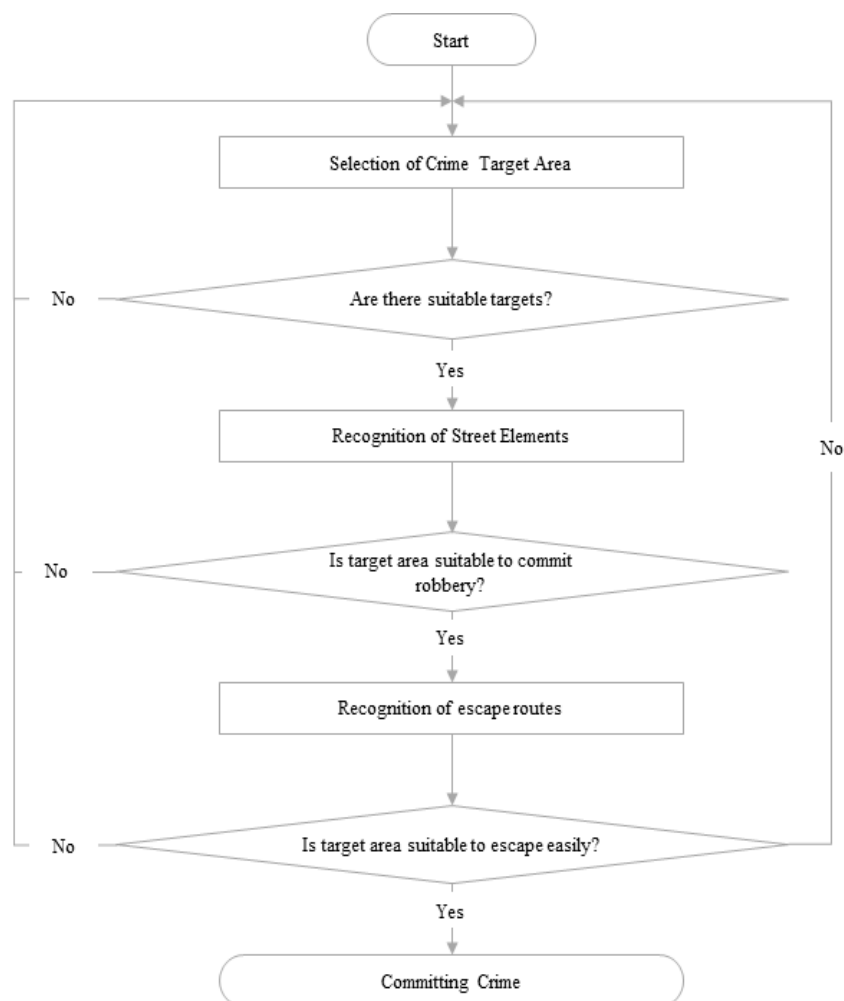 Start
Selection of Crime Target Area
Are there suitable targets?
No
Yes
Recognition of Street Elements
No
Is target area suitable to commit
robbery?
No
Yes
Recognition of escape routes
Is target area suitable to escape easily?
No
Yes
Committing Crime